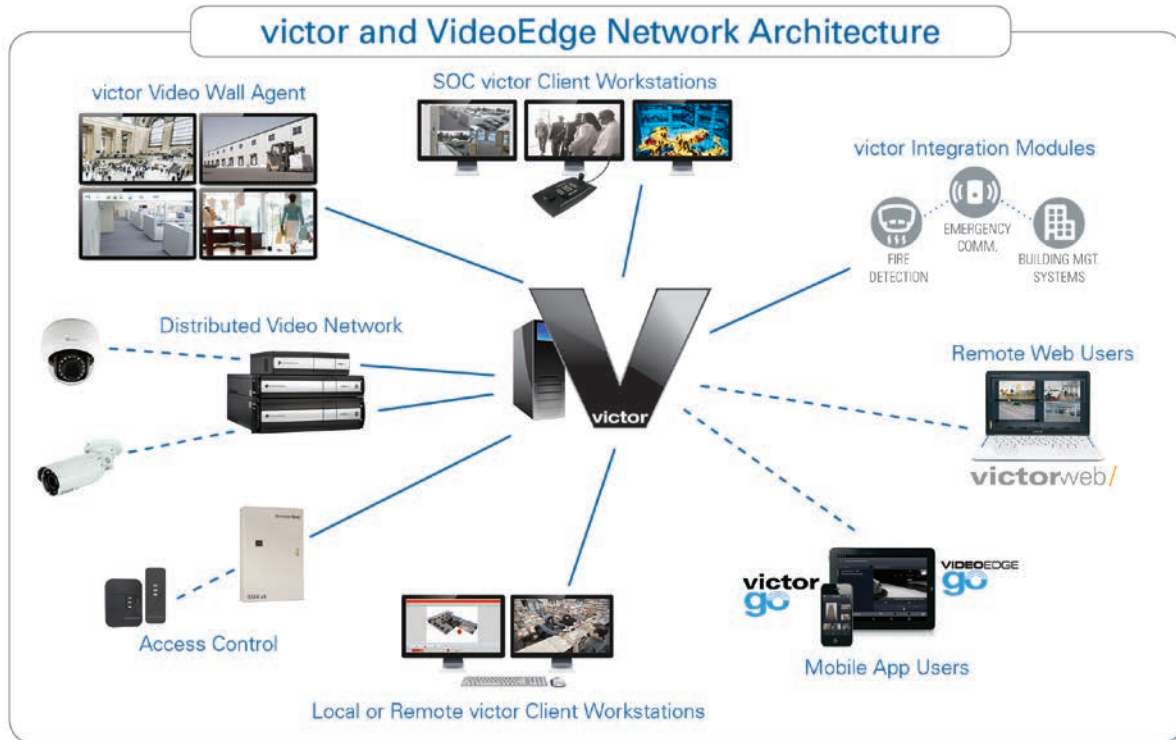 victor and VideoEdge Network Architecture
victor Video Wall Agent
SOC victor Client Workstations
victor Integration Modules
FIRE
DETECTION
EMERGENCY
COMM.
BUILDING MGT.
SYSTEMS
Distributed Video Network
victor
Remote Web Users
victorweb/
Access Control
Local or Remote victor Client Workstations
victor
go
VIDEOEDGE
go
Mobile App Users